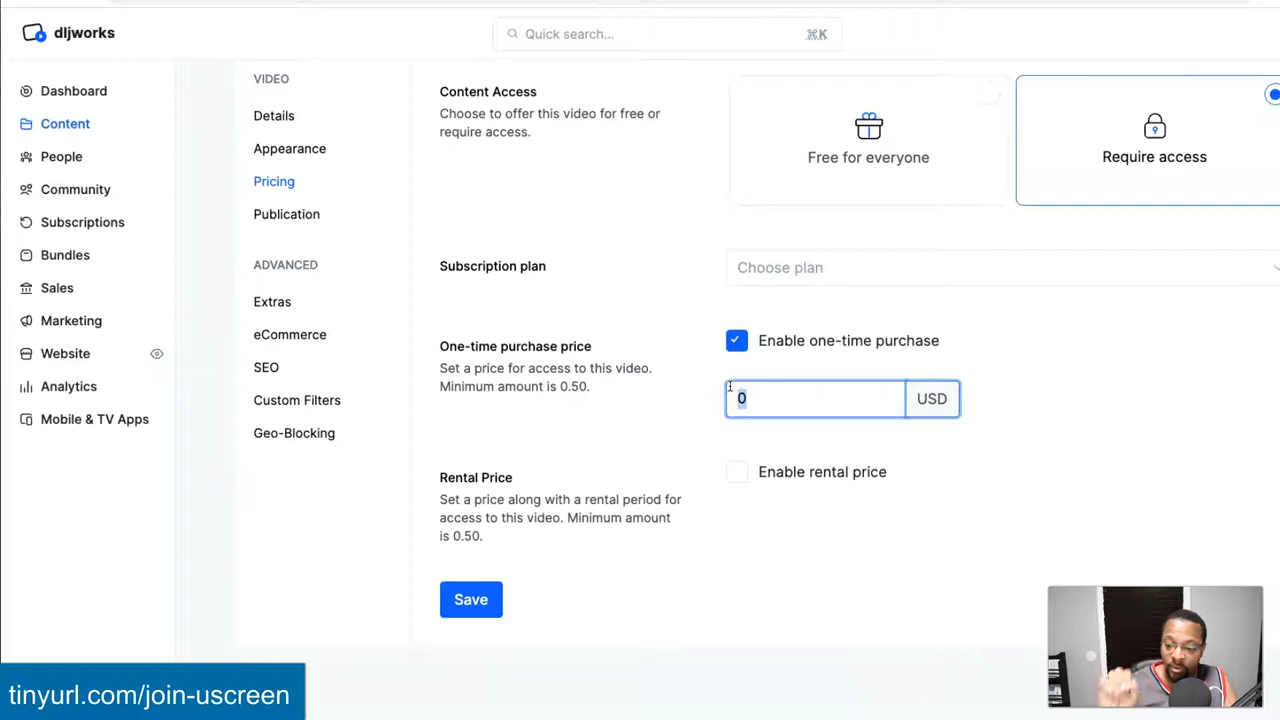 dljworks
Quick search...
⌘K
Dashboard
Content
People
Community
Subscriptions
Bundles
Sales
Marketing
Website
Analytics
Mobile & TV Apps
VIDEO
Details
Appearance
Pricing
Publication
ADVANCED
Extras
eCommerce
SEO
Custom Filters
Geo-Blocking
Content Access
Choose to offer this video for free or
require access.
Free for everyone
Require access
Subscription plan
Choose plan
One-time purchase price
Set a price for access to this video.
Minimum amount is 0.50.
Enable one-time purchase
0
USD
Rental Price
Set a price along with a rental period for
access to this video. Minimum amount
is 0.50.
Enable rental price
Save
tinyurl.com/join-uscreen